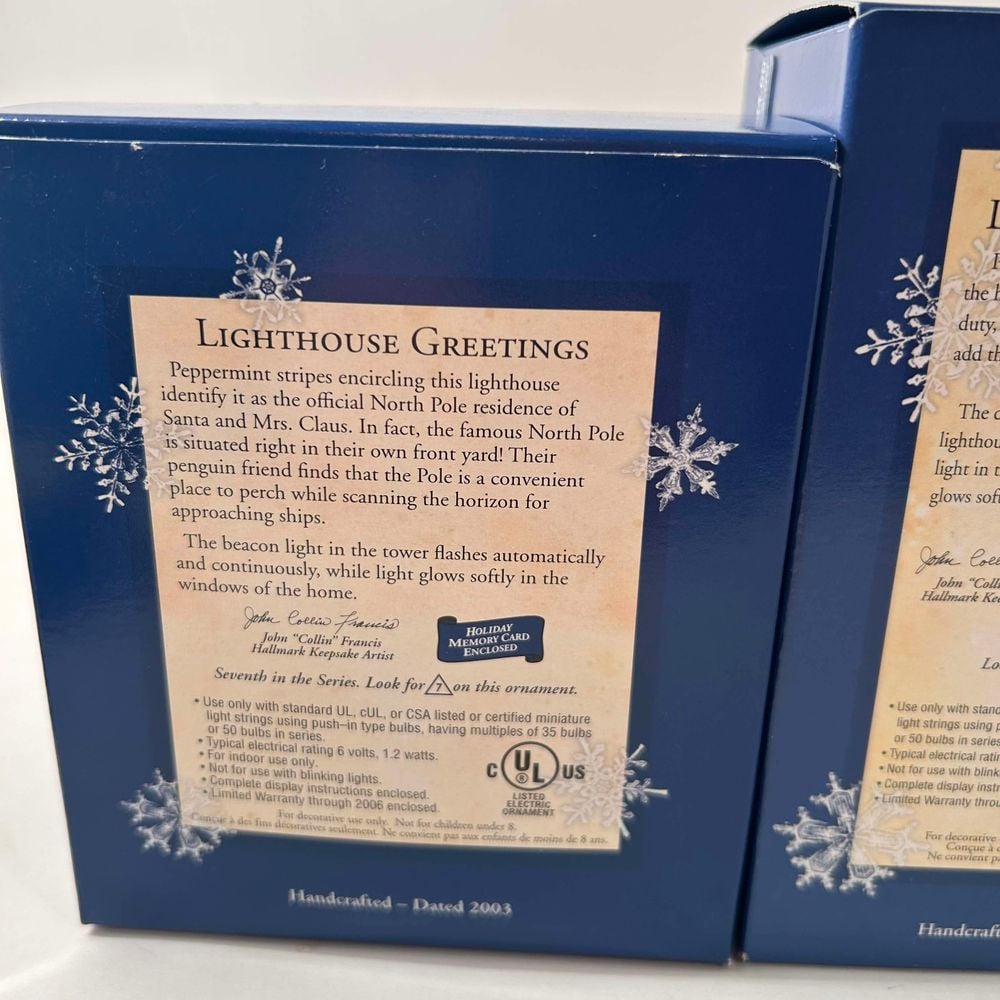 LIGHTHOUSE GREETINGS
Peppermint stripes encircling this lighthouse
identify it as the official North Pole residence of
Santa and Mrs. Claus. In fact, the famous North Pole
is situated right in their own front yard! Their
penguin friend finds that the Pole is a convenient
place to perch while scanning the horizon for
approaching ships.
The beacon light in the tower flashes automatically
and continuously, while light glows softly in the
windows of the home.
John Collin Francis
John "Collin" Francis
Hallmark Keepsake Artist
HOLIDAY
MEMORY CARD
ENCLOSED
Seventh in the Series. Look for 7 on this ornament.
• Use only with standard UL, cUL, or CSA listed or certified miniature
light strings using push-in type bulbs, having multiples of 35 bulbs
or 50 bulbs in series.
• Typical electrical rating 6 volts, 1.2 watts.
• For indoor use only.
• Not for use with blinking lights.
• Complete display instructions enclosed.
• Limited Warranty through 2006 enclosed.
C UL ® US
LISTED
ELECTRIC
ORNAMENT
For decorative use only. Not for children under 8.
Conçue à des fins décoratives seulement. Ne convient pas aux enfants de moins de 8 ans.
Handcrafted – Dated 2003
the
duty,
add
The
lighthou
light in
glows sof
John Coll
John "Coll
Hallmark Kee
Lo
• Use only with stand
light strings using
or 50 bulbs in series
• Typical electrical ratin
• Not for use with blink
• Complete display inst
• Limited Warranty throu
For decorative
Conçue à
Ne convient p
Handcraft